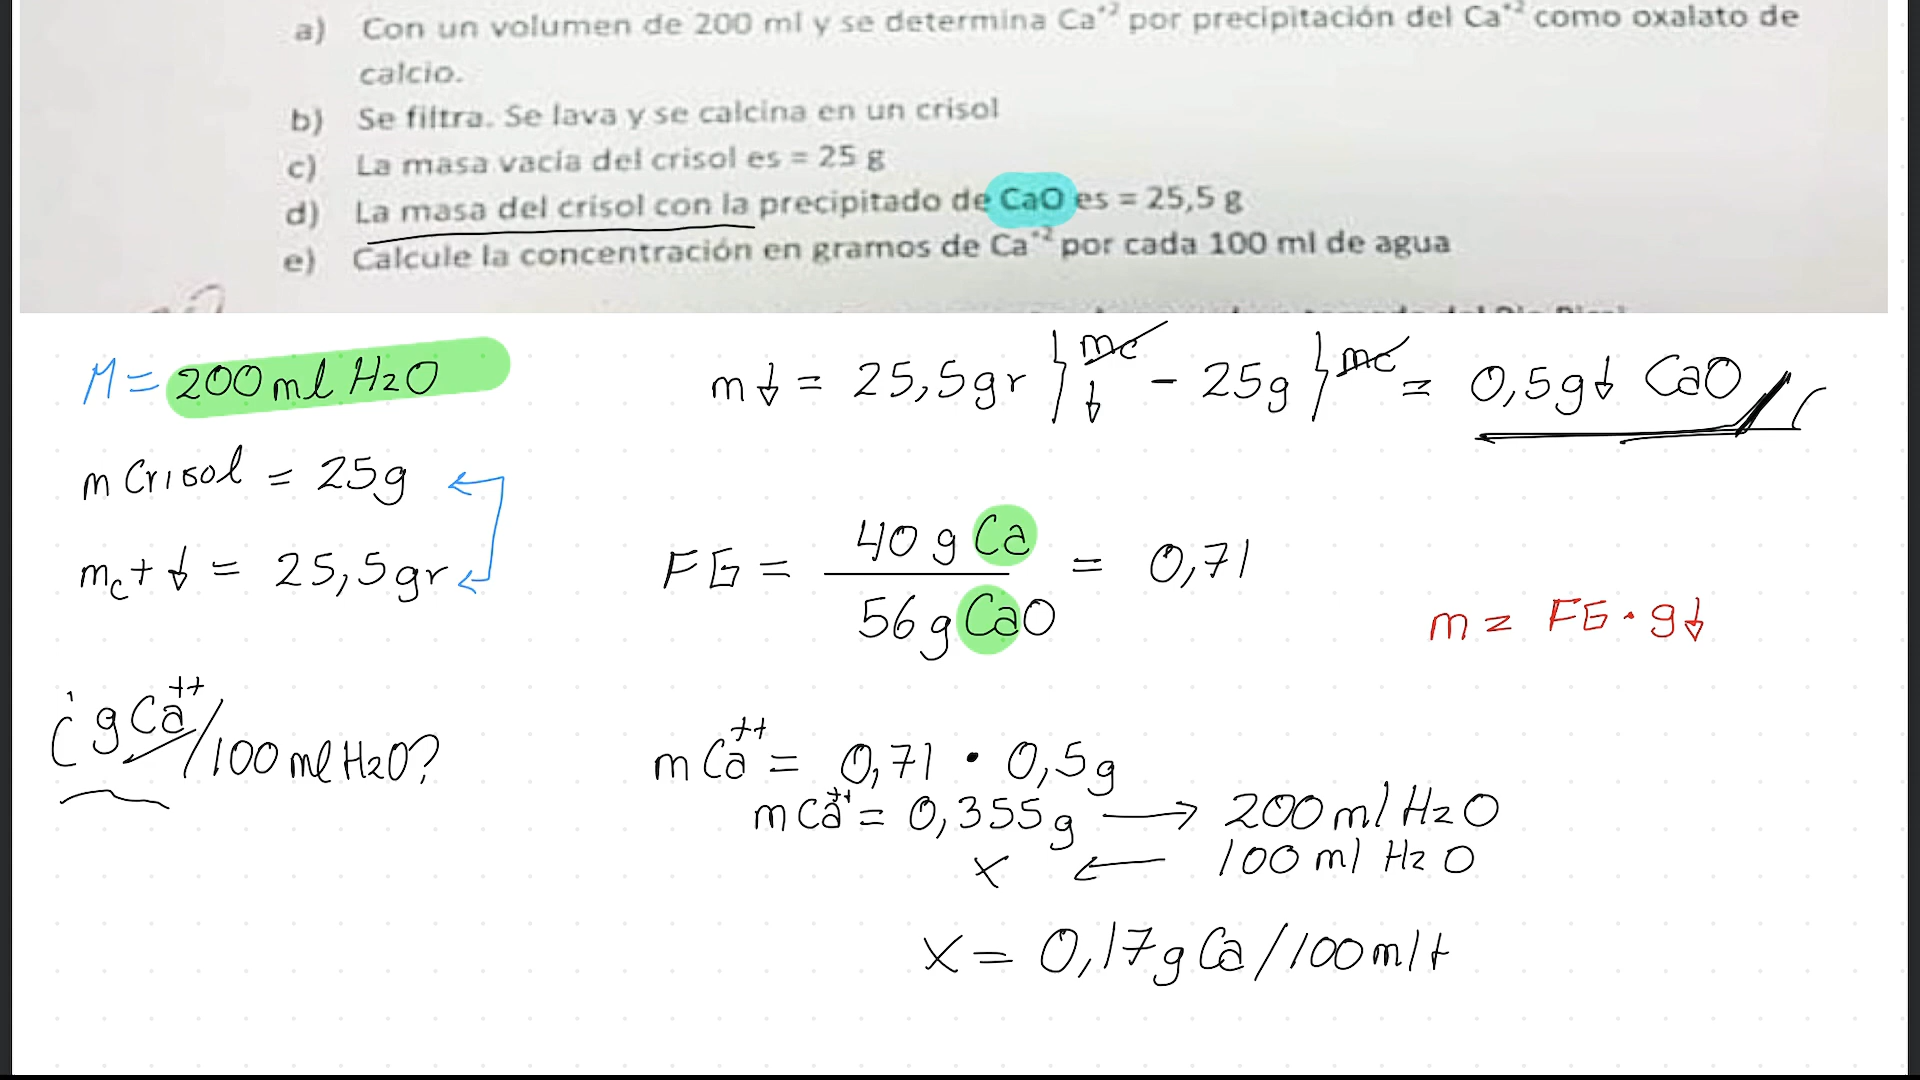 a) Con un volumen de 200 ml y se determina Ca⁺² por precipitación del Ca⁺² como oxalato de
calcio.
b) Se filtra. Se lava y se calcina en un crisol
c) La masa vacía del crisol es = 25 g
d) La masa del crisol con la precipitado de CaO es = 25,5 g
e) Calcule la concentración en gramos de Ca⁺² por cada 100 ml de agua
M = 200 ml H2O
m Crisol = 25g
mc + ↓ = 25,5gr
¿gCa⁺⁺/100 ml H2O?
m↓ = 25,5gr } mc ↓ - 25g } mc = 0,5g↓ CaO
FG = 40 g Ca / 56 g CaO = 0,71
m = FG · g↓
mCa⁺⁺ = 0,71 · 0,5g
mCa⁺⁺ = 0,355g → 200 ml H2O
x ← 100 ml H2O
x = 0,17g Ca/100ml